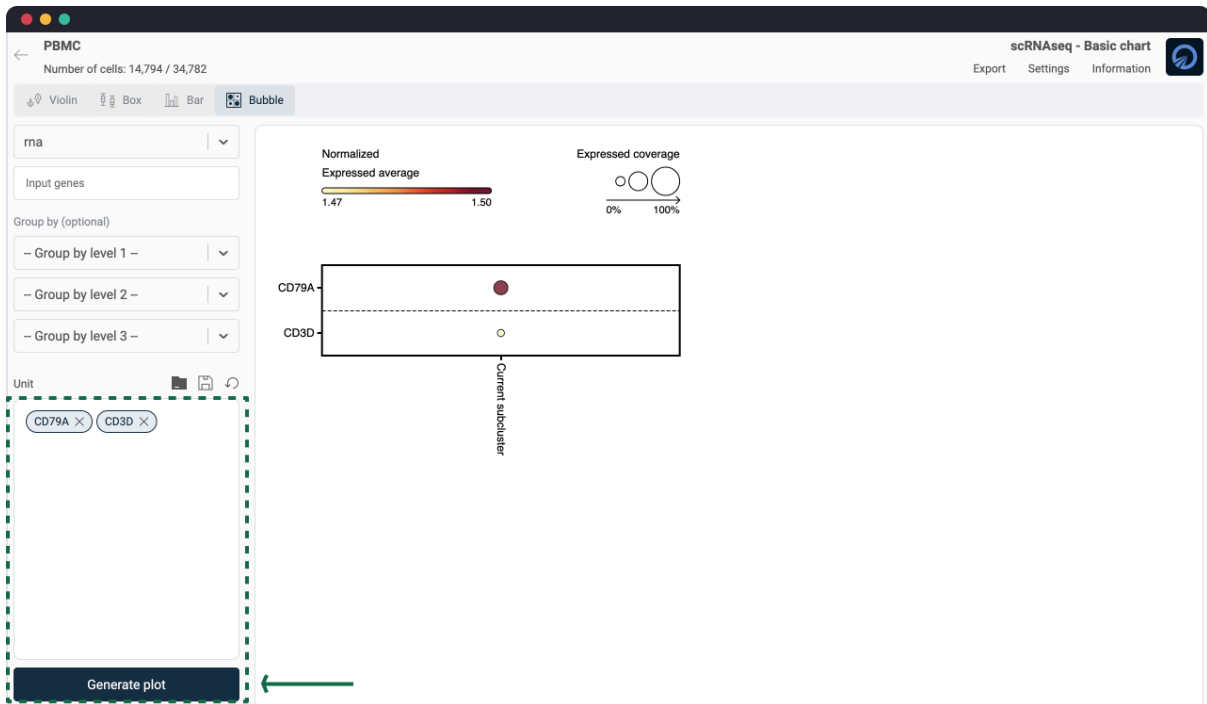 PBMC
Number of cells: 14,794 / 34,782
scRNAseq - Basic chart
Export Settings Information
Violin Box Bar Bubble
rna
Input genes
Group by (optional)
-- Group by level 1 --
-- Group by level 2 --
-- Group by level 3 --
Unit
CD79A CD3D
Generate plot
Normalized
Expressed average
1.47 1.50
Expressed coverage
0% 100%
CD79A
CD3D
Current subcluster